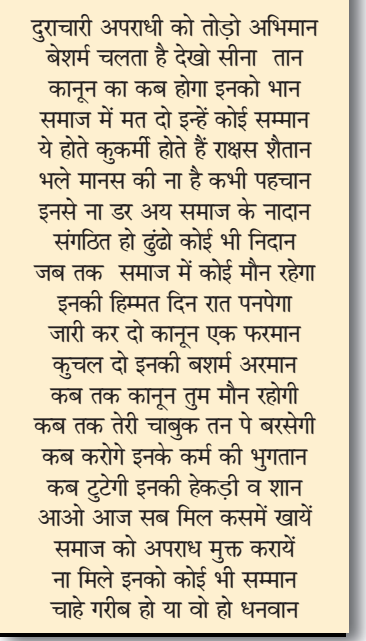 दुराचारी अपराधी को तोड़ो अभिमान
बेशर्म चलता है देखो सीना तान
कानून का कब होगा इनको भान
समाज में मत दो इन्हें कोई सम्मान
ये होते कुकर्मी होते हैं राक्षस शैतान
भले मानस की ना है कभी पहचान
इनसे ना डर अय समाज के नादान
संगठित हो ढुंढो कोई भी निदान
जब तक समाज में कोई मौन रहेगा
इनकी हिम्मत दिन रात पनपेगा
जारी कर दो कानून एक फरमान
कुचल दो इनकी बशर्म अरमान
कब तक कानून तुम मौन रहोगी
कब तक तेरी चाबुक तन पे बरसेगी
कब करोगे इनके कर्म की भुगतान
कब टुटेगी इनकी हेकड़ी व शान
आओ आज सब मिल कसमें खायें
समाज को अपराध मुक्त करायें
ना मिले इनको कोई भी सम्मान
चाहे गरीब हो या वो हो धनवान